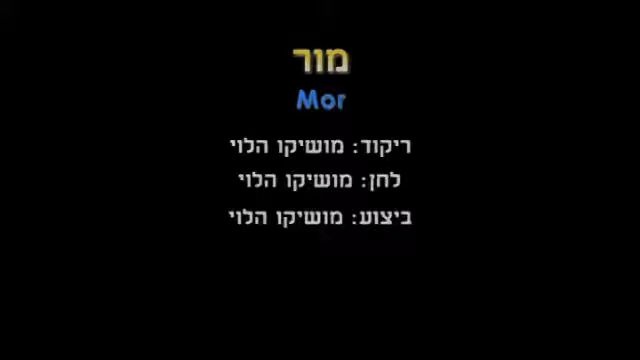 מור
Mor
ריקוד: מושיקו הלוי
לחן: מושיקו הלוי
ביצוע: מושיקו הלוי